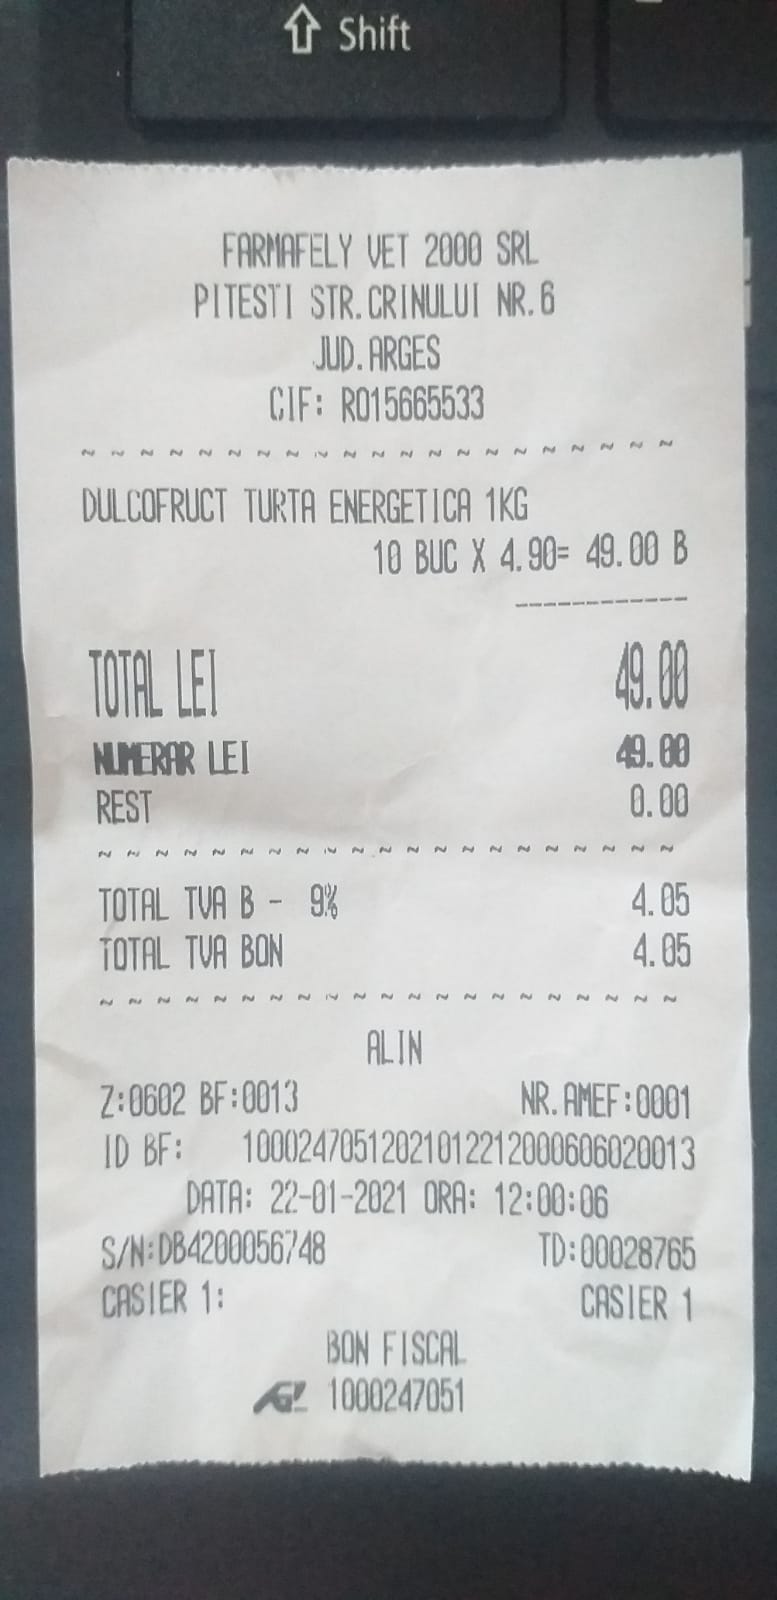 ⇧ Shift
FARMAFELY VET 2000 SRL
PITESTI STR.CRINULUI NR.6
JUD.ARGES
CIF: RO15665533
~ ~ ~ ~ ~ ~ ~ ~ ~ ~ ~ ~ ~ ~ ~ ~ ~ ~ ~ ~ ~
DULCOFRUCT TURTA ENERGETICA 1KG
10 BUC X 4.90= 49.00 B
------------
TOTAL LEI 49.00
NUMERAR LEI 49.00
REST 0.00
~ ~ ~ ~ ~ ~ ~ ~ ~ ~ ~ ~ ~ ~ ~ ~ ~ ~ ~ ~ ~
TOTAL TVA B - 9% 4.05
TOTAL TVA BON 4.05
~ ~ ~ ~ ~ ~ ~ ~ ~ ~ ~ ~ ~ ~ ~ ~ ~ ~ ~ ~ ~
ALIN
Z:0602 BF:0013 NR.AMEF:0001
ID BF: 10002470512021012212000606020013
DATA: 22-01-2021 ORA: 12:00:06
S/N:DB4200056748 TD:00028765
CASIER 1: CASIER 1
BON FISCAL
1000247051